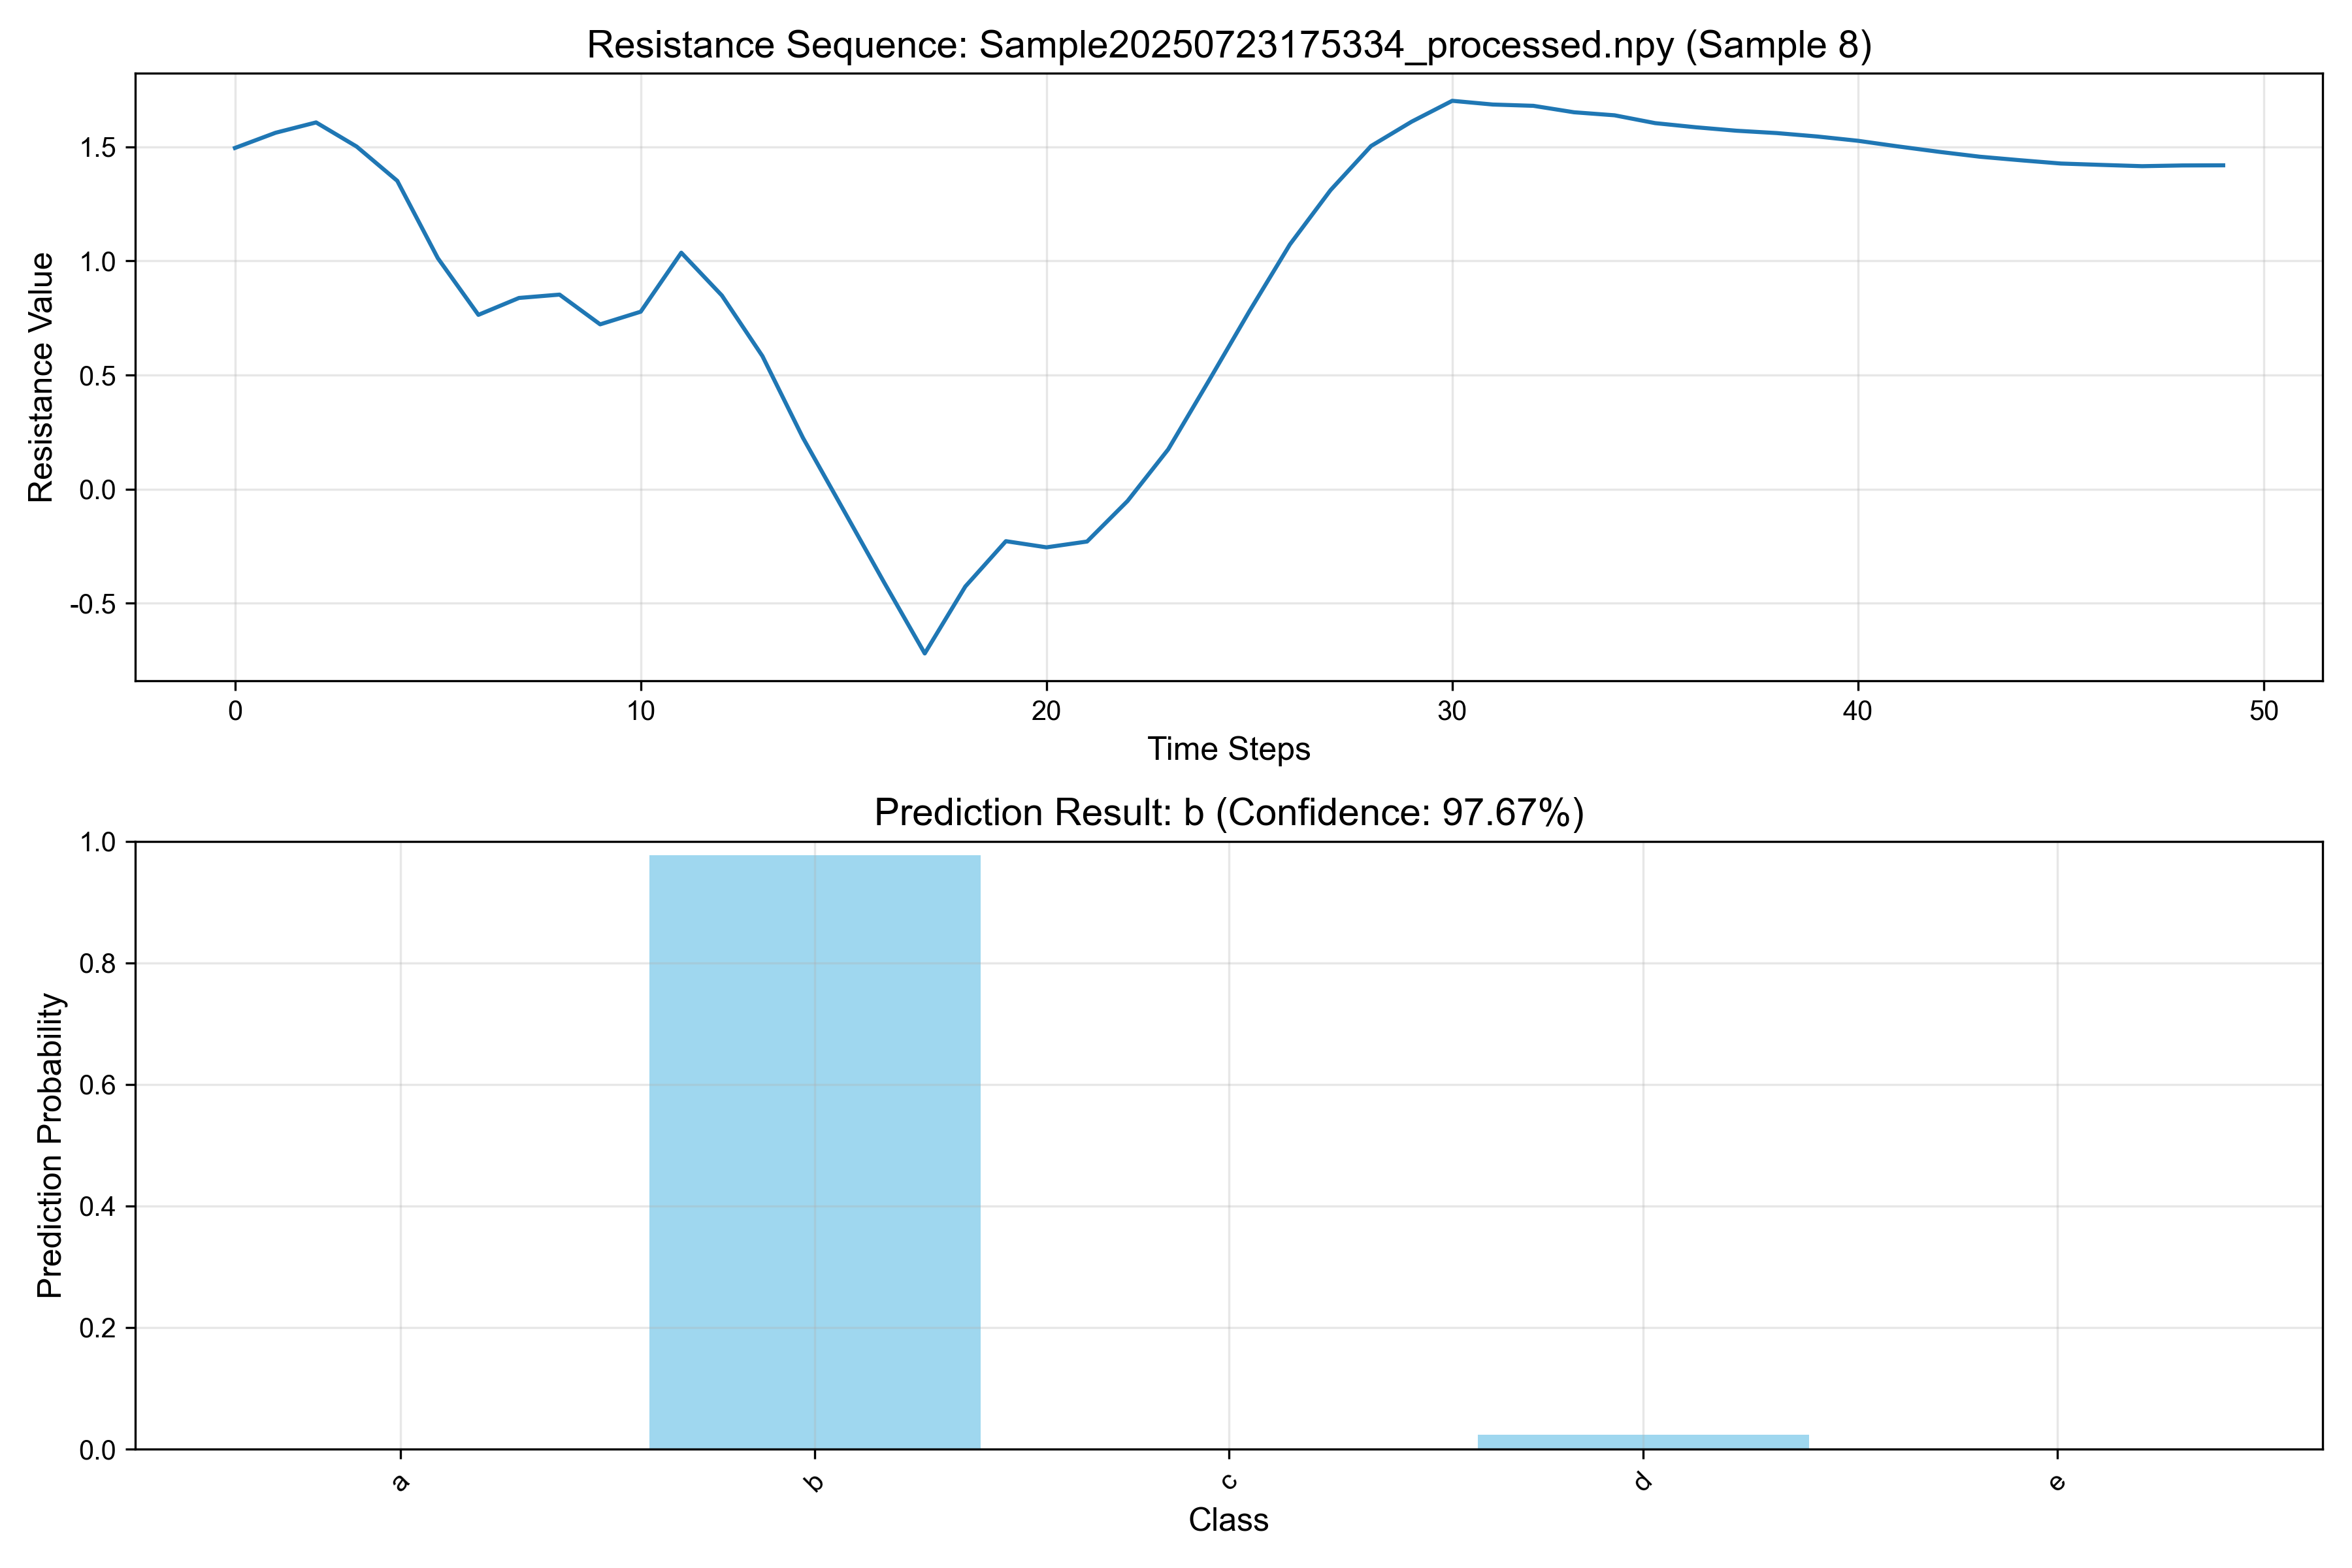 Resistance Sequence: Sample20250723175334_processed.npy (Sample 8)
Resistance Value
1.5
1.0
0.5
0.0
-0.5
0 10 20 30 40 50
Time Steps
Prediction Result: b (Confidence: 97.67%)
Prediction Probability
1.0
0.8
0.6
0.4
0.2
0.0
a b c d e
Class